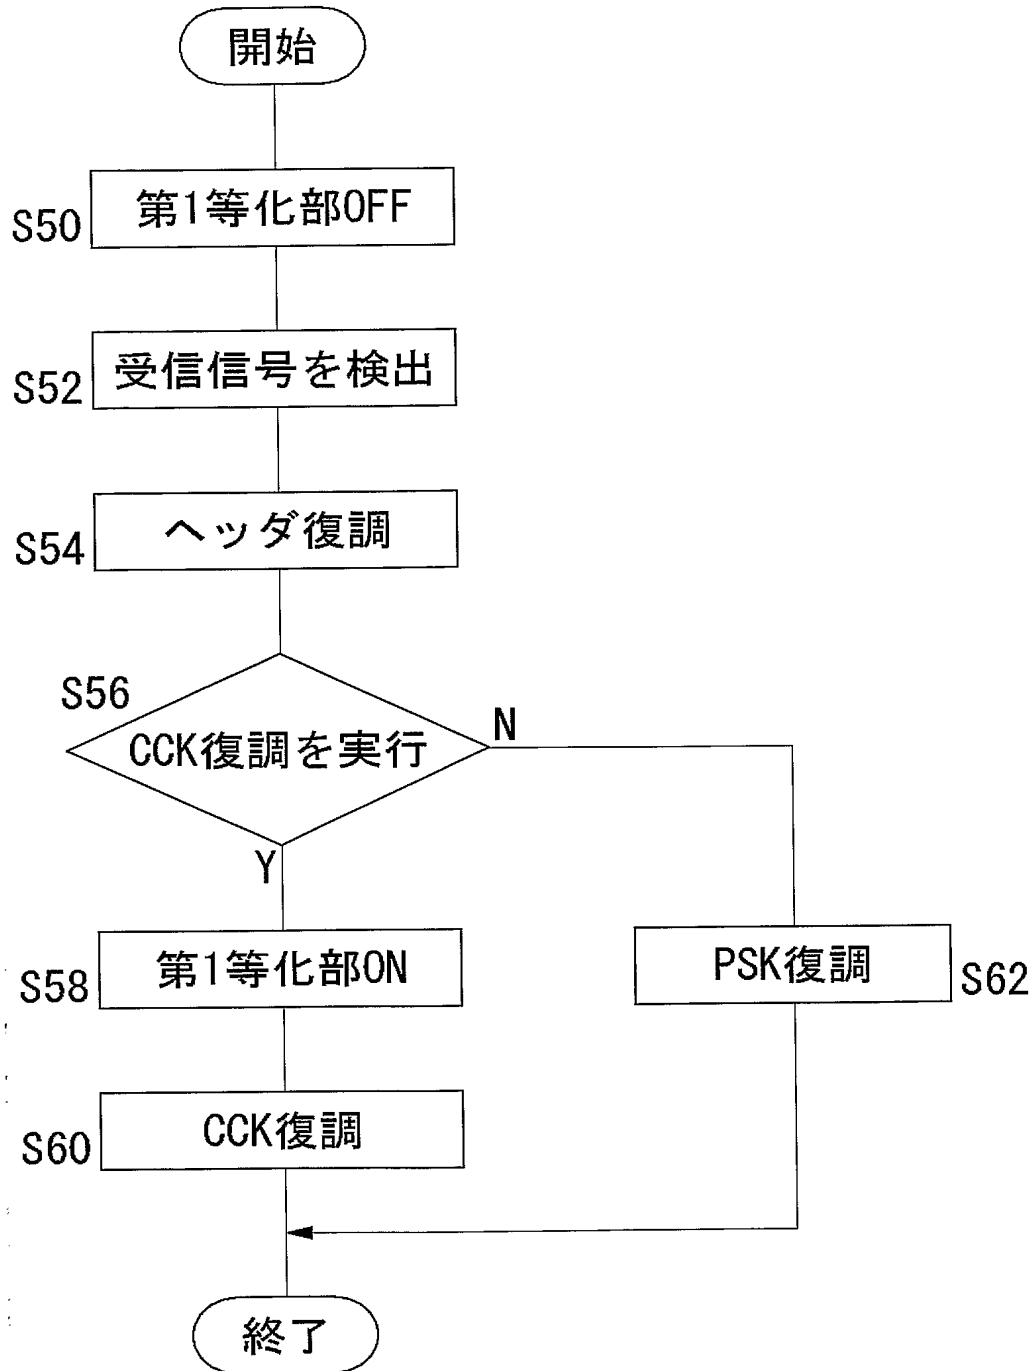 開始
S50
第1等化部OFF
S52
受信信号を検出
S54
ヘッダ復調
S56
CCK復調を実行
N
Y
S58
第1等化部ON
PSK復調
S62
S60
CCK復調
終了